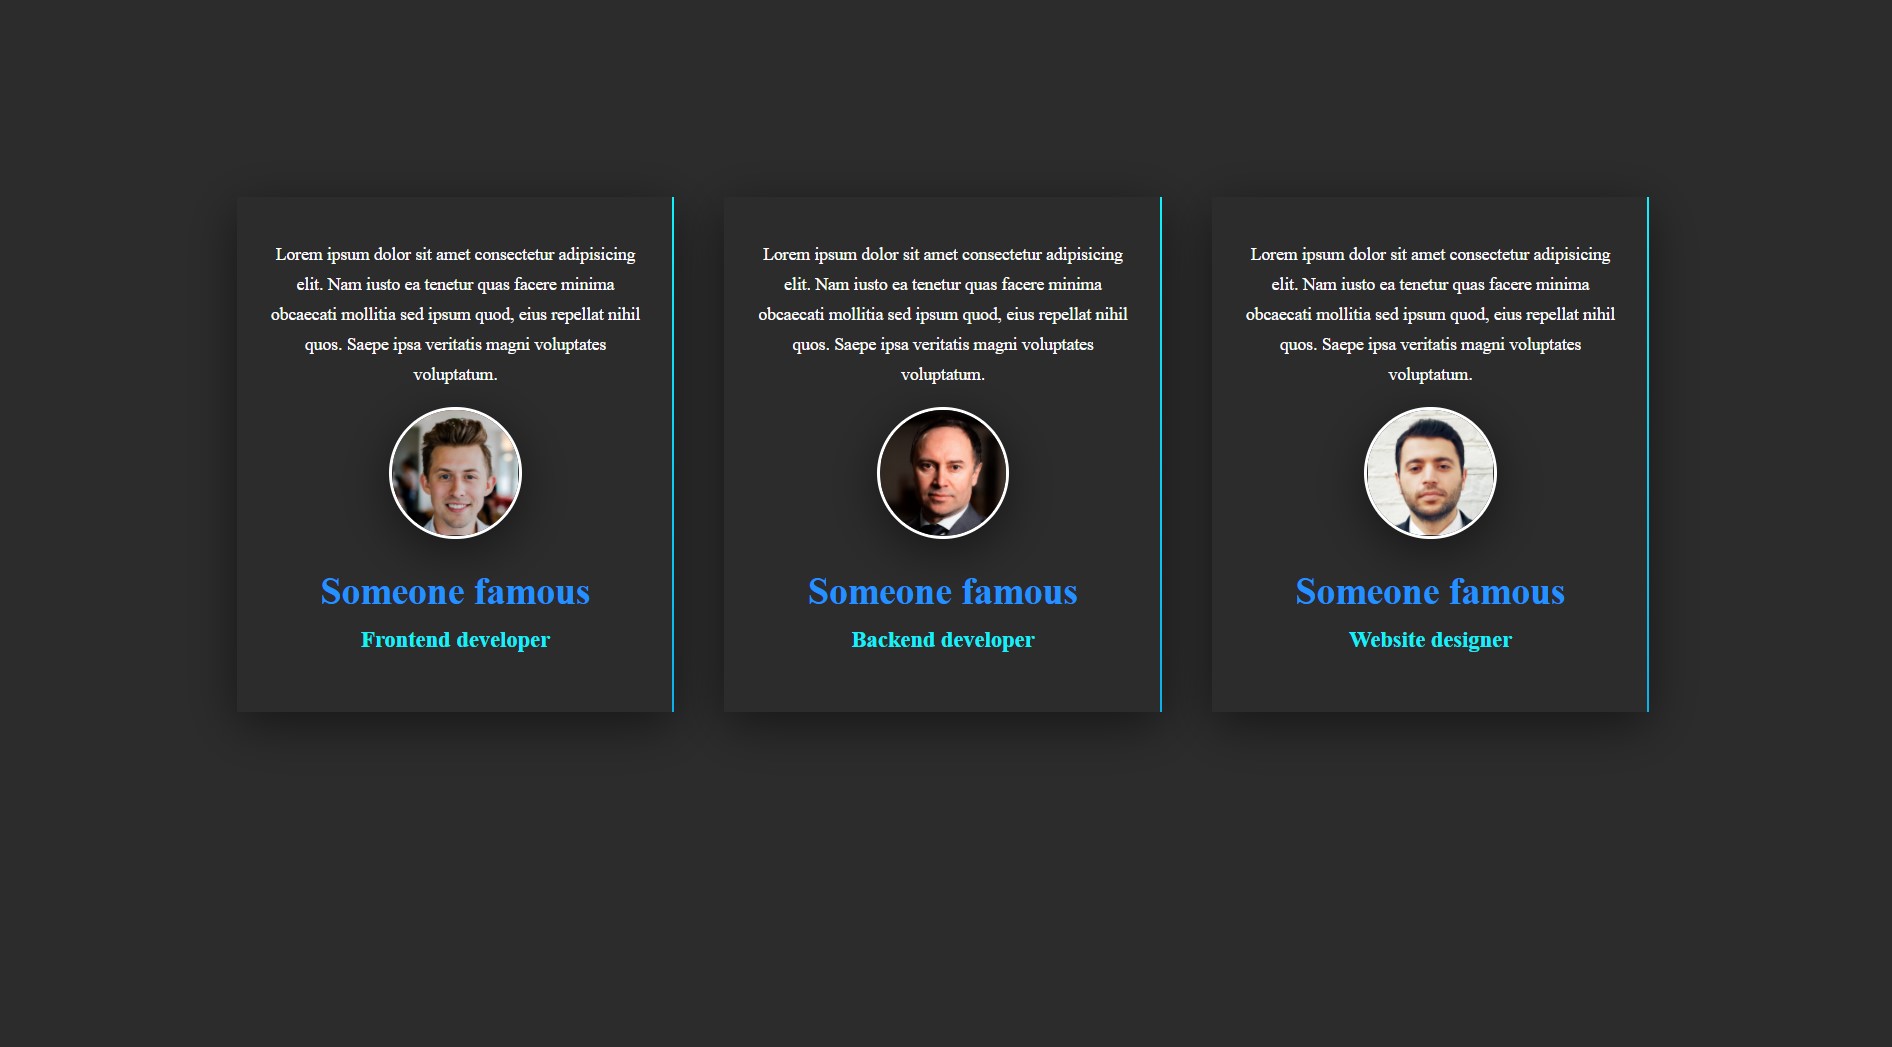 Lorem ipsum dolor sit amet consectetur adipisicing
elit. Nam iusto ea tenetur quas facere minima
obcaecati mollitia sed ipsum quod, eius repellat nihil
quos. Saepe ipsa veritatis magni voluptates
voluptatum.
Someone famous
Frontend developer
Lorem ipsum dolor sit amet consectetur adipisicing
elit. Nam iusto ea tenetur quas facere minima
obcaecati mollitia sed ipsum quod, eius repellat nihil
quos. Saepe ipsa veritatis magni voluptates
voluptatum.
Someone famous
Backend developer
Lorem ipsum dolor sit amet consectetur adipisicing
elit. Nam iusto ea tenetur quas facere minima
obcaecati mollitia sed ipsum quod, eius repellat nihil
quos. Saepe ipsa veritatis magni voluptates
voluptatum.
Someone famous
Website designer